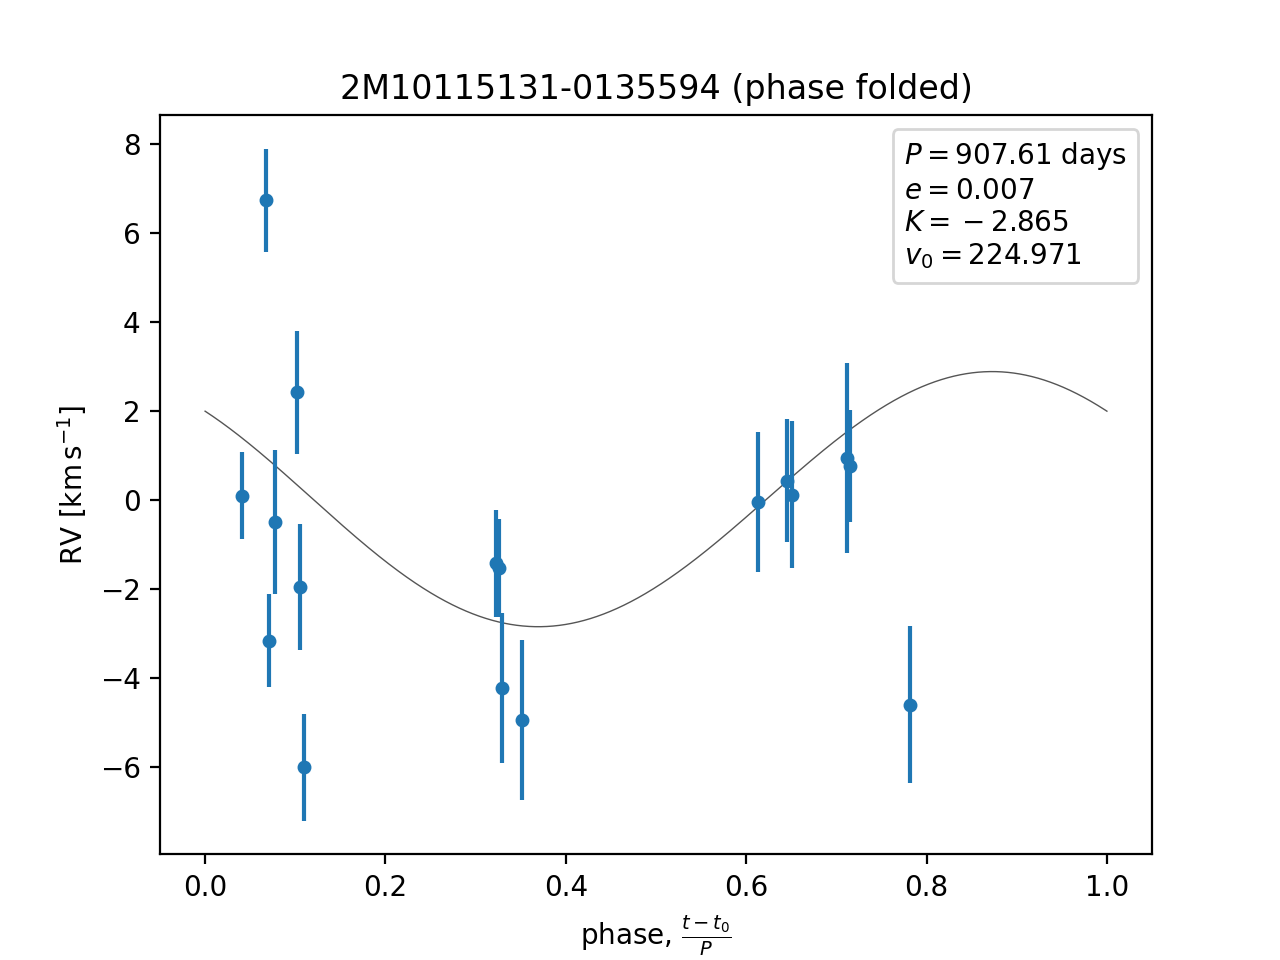 2M10115131-0135594 (phase folded)
P = 907.61 days
e = 0.007
K = −2.865
v₀ = 224.971
8
6
4
2
0
−2
−4
−6
RV [km s⁻¹]
0.0 0.2 0.4 0.6 0.8 1.0
phase, (t − t₀)/P